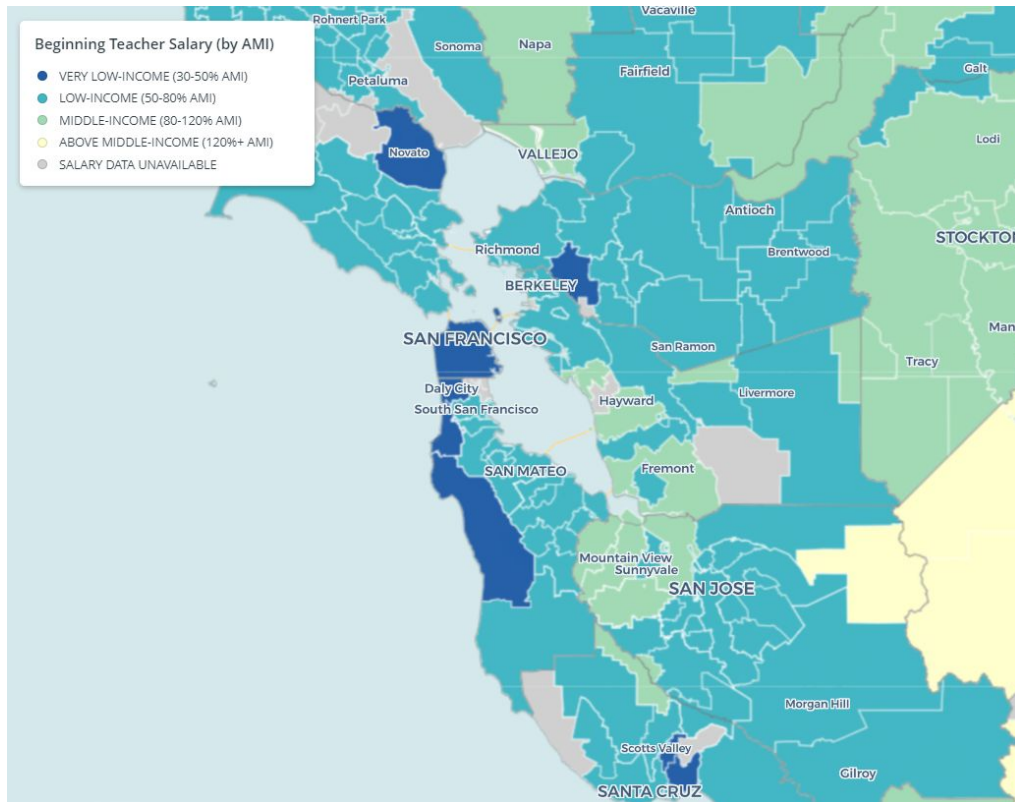 Beginning Teacher Salary (by AMI)
VERY LOW-INCOME (30-50% AMI)
LOW-INCOME (50-80% AMI)
MIDDLE-INCOME (80-120% AMI)
ABOVE MIDDLE-INCOME (120%+ AMI)
SALARY DATA UNAVAILABLE
Rohnert Park
Vacaville
Sonoma
Napa
Fairfield
Galt
Petaluma
Lodi
Novato
VALLEJO
Antioch
STOCKTON
Richmond
Brentwood
BERKELEY
Man
SAN FRANCISCO
San Ramon
Tracy
Daly City
Livermore
Hayward
South San Francisco
SAN MATEO
Fremont
Mountain View
Sunnyvale
SAN JOSE
Morgan Hill
Scotts Valley
Gilroy
SANTA CRUZ